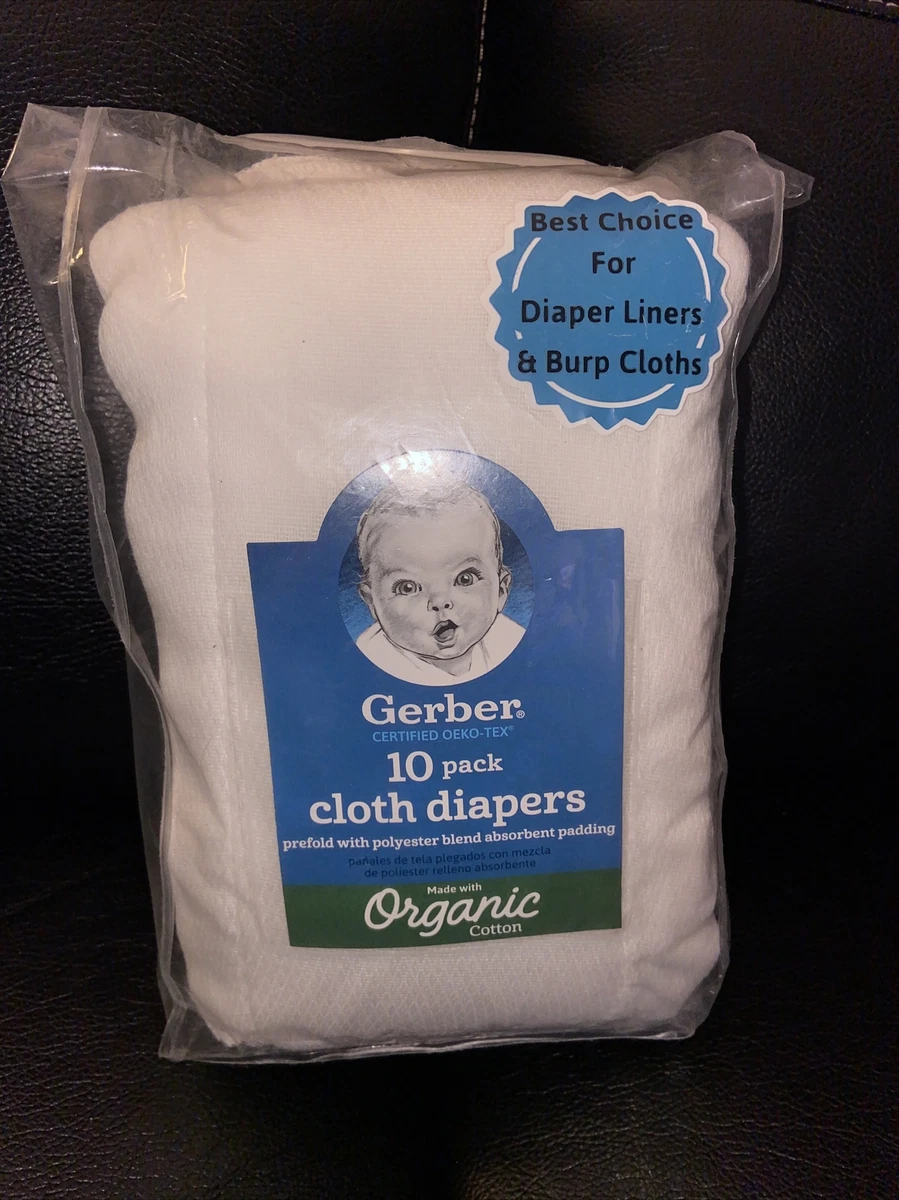 Best Choice
For
Diaper Liners
& Burp Cloths
Gerber®
CERTIFIED OEKO-TEX®
10 pack
cloth diapers
prefold with polyester blend absorbent padding
pañales de tela plegados con mezcla
de poliester relleno absorbente
Made with
Organic
Cotton